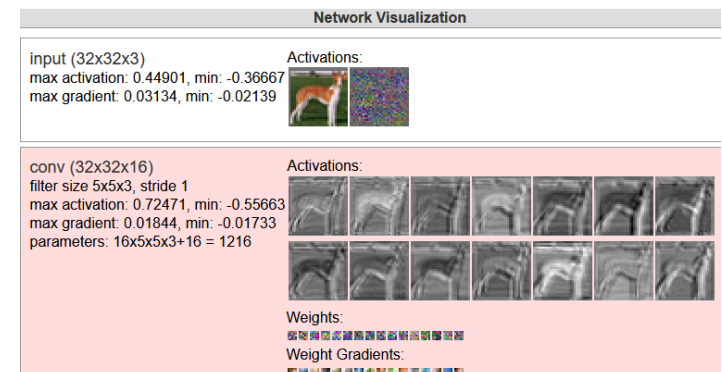 Network Visualization
input (32x32x3)
max activation: 0.44901, min: -0.36667
max gradient: 0.03134, min: -0.02139
Activations:
conv (32x32x16)
filter size 5x5x3, stride 1
max activation: 0.72471, min: -0.55663
max gradient: 0.01844, min: -0.01733
parameters: 16x5x5x3+16 = 1216
Activations:
Weights:
Weight Gradients: